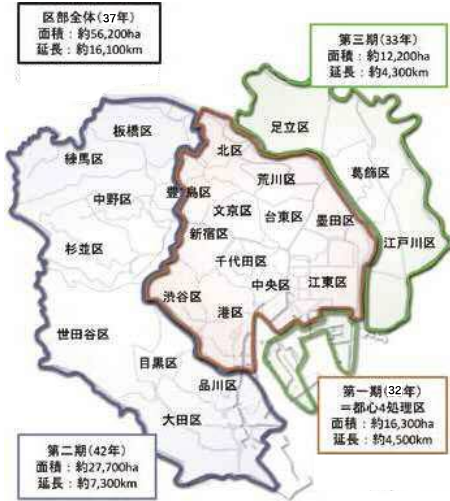 区部全体(37年)
面積：約56,200ha
延長：約16,100km
第三期(33年)
面積：約12,200ha
延長：約4,300km
足立区
板橋区
北区
練馬区
荒川区
葛飾区
豊島区
中野区
文京区
台東区
墨田区
新宿区
杉並区
江戸川区
千代田区
中央区
江東区
渋谷区
港区
世田谷区
目黒区
品川区
大田区
第一期(32年)
＝都心4処理区
面積：約16,300ha
延長：約4,500km
第二期(42年)
面積：約27,700ha
延長：約7,300km